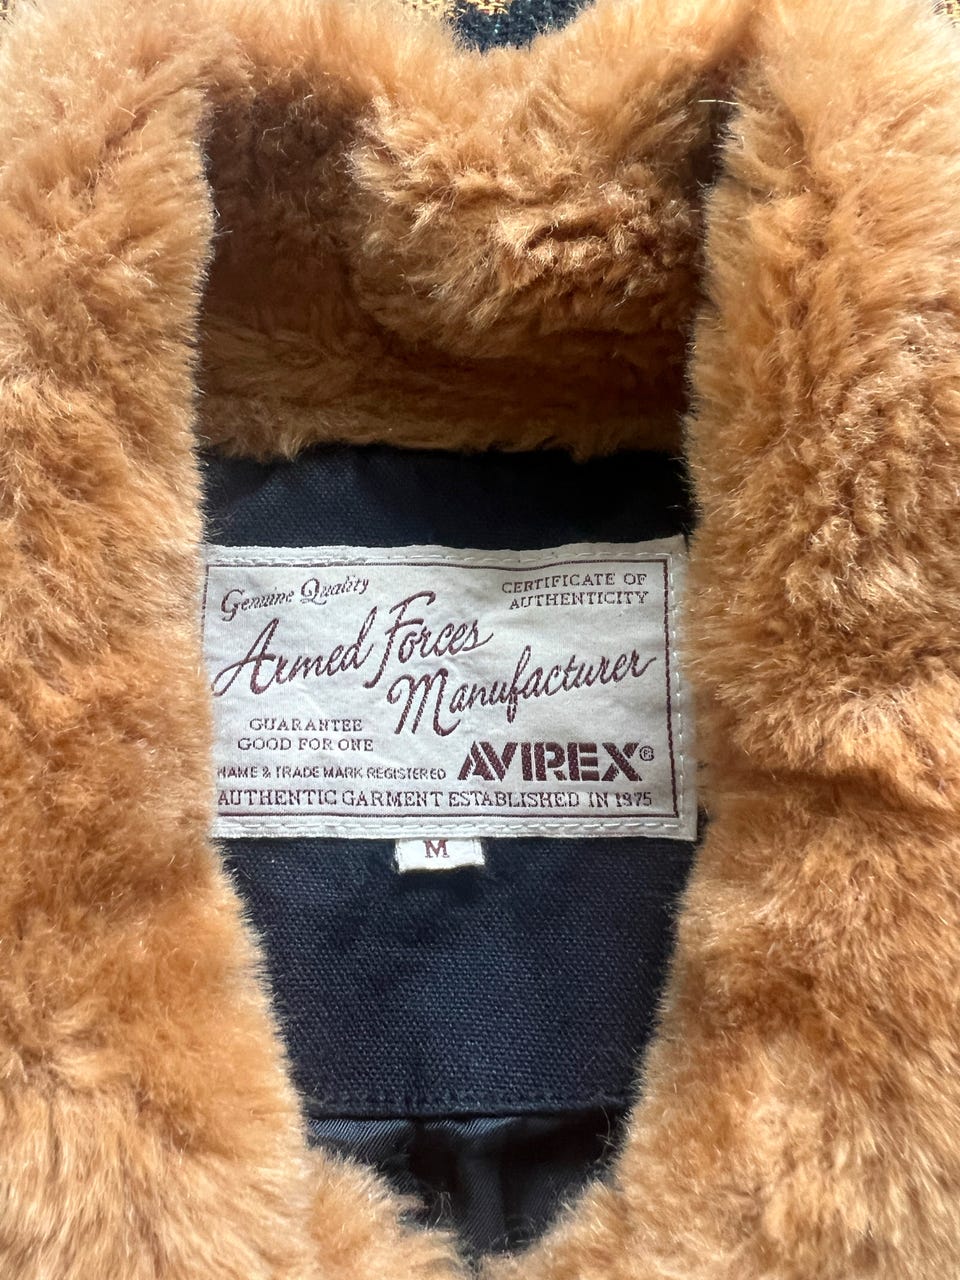 Genuine Quality
CERTIFICATE OF
AUTHENTICITY
Armed Forces
Manufacturer
GUARANTEE
GOOD FOR ONE
NAME & TRADE MARK REGISTERED
AVIREX®
AUTHENTIC GARMENT ESTABLISHED IN 1975
M